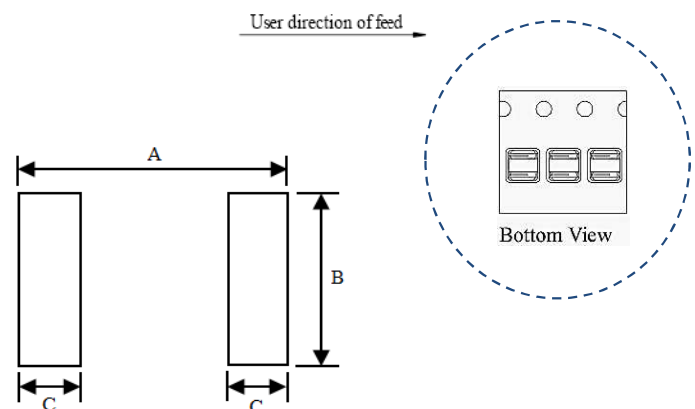 User direction of feed
A
B
Bottom View
C
C